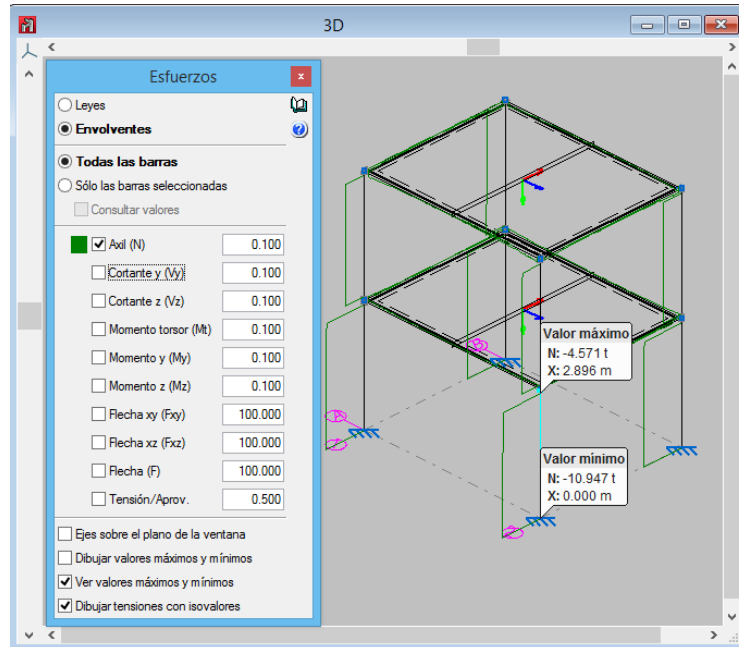 3D
Esfuerzos
Leyes
Envolventes
Todas las barras
Sólo las barras seleccionadas
Consultar valores
Axil (N) 0.100
Cortante y (Vy) 0.100
Cortante z (Vz) 0.100
Momento torsor (Mt) 0.100
Momento y (My) 0.100
Momento z (Mz) 0.100
Flecha xy (Fxy) 100.000
Flecha xz (Fxz) 100.000
Flecha (F) 100.000
Tensión/Aprov. 0.500
Ejes sobre el plano de la ventana
Dibujar valores máximos y mínimos
Ver valores máximos y mínimos
Dibujar tensiones con isovalores
Valor máximo
N: -4.571 t
X: 2.896 m
Valor mínimo
N: -10.947 t
X: 0.000 m